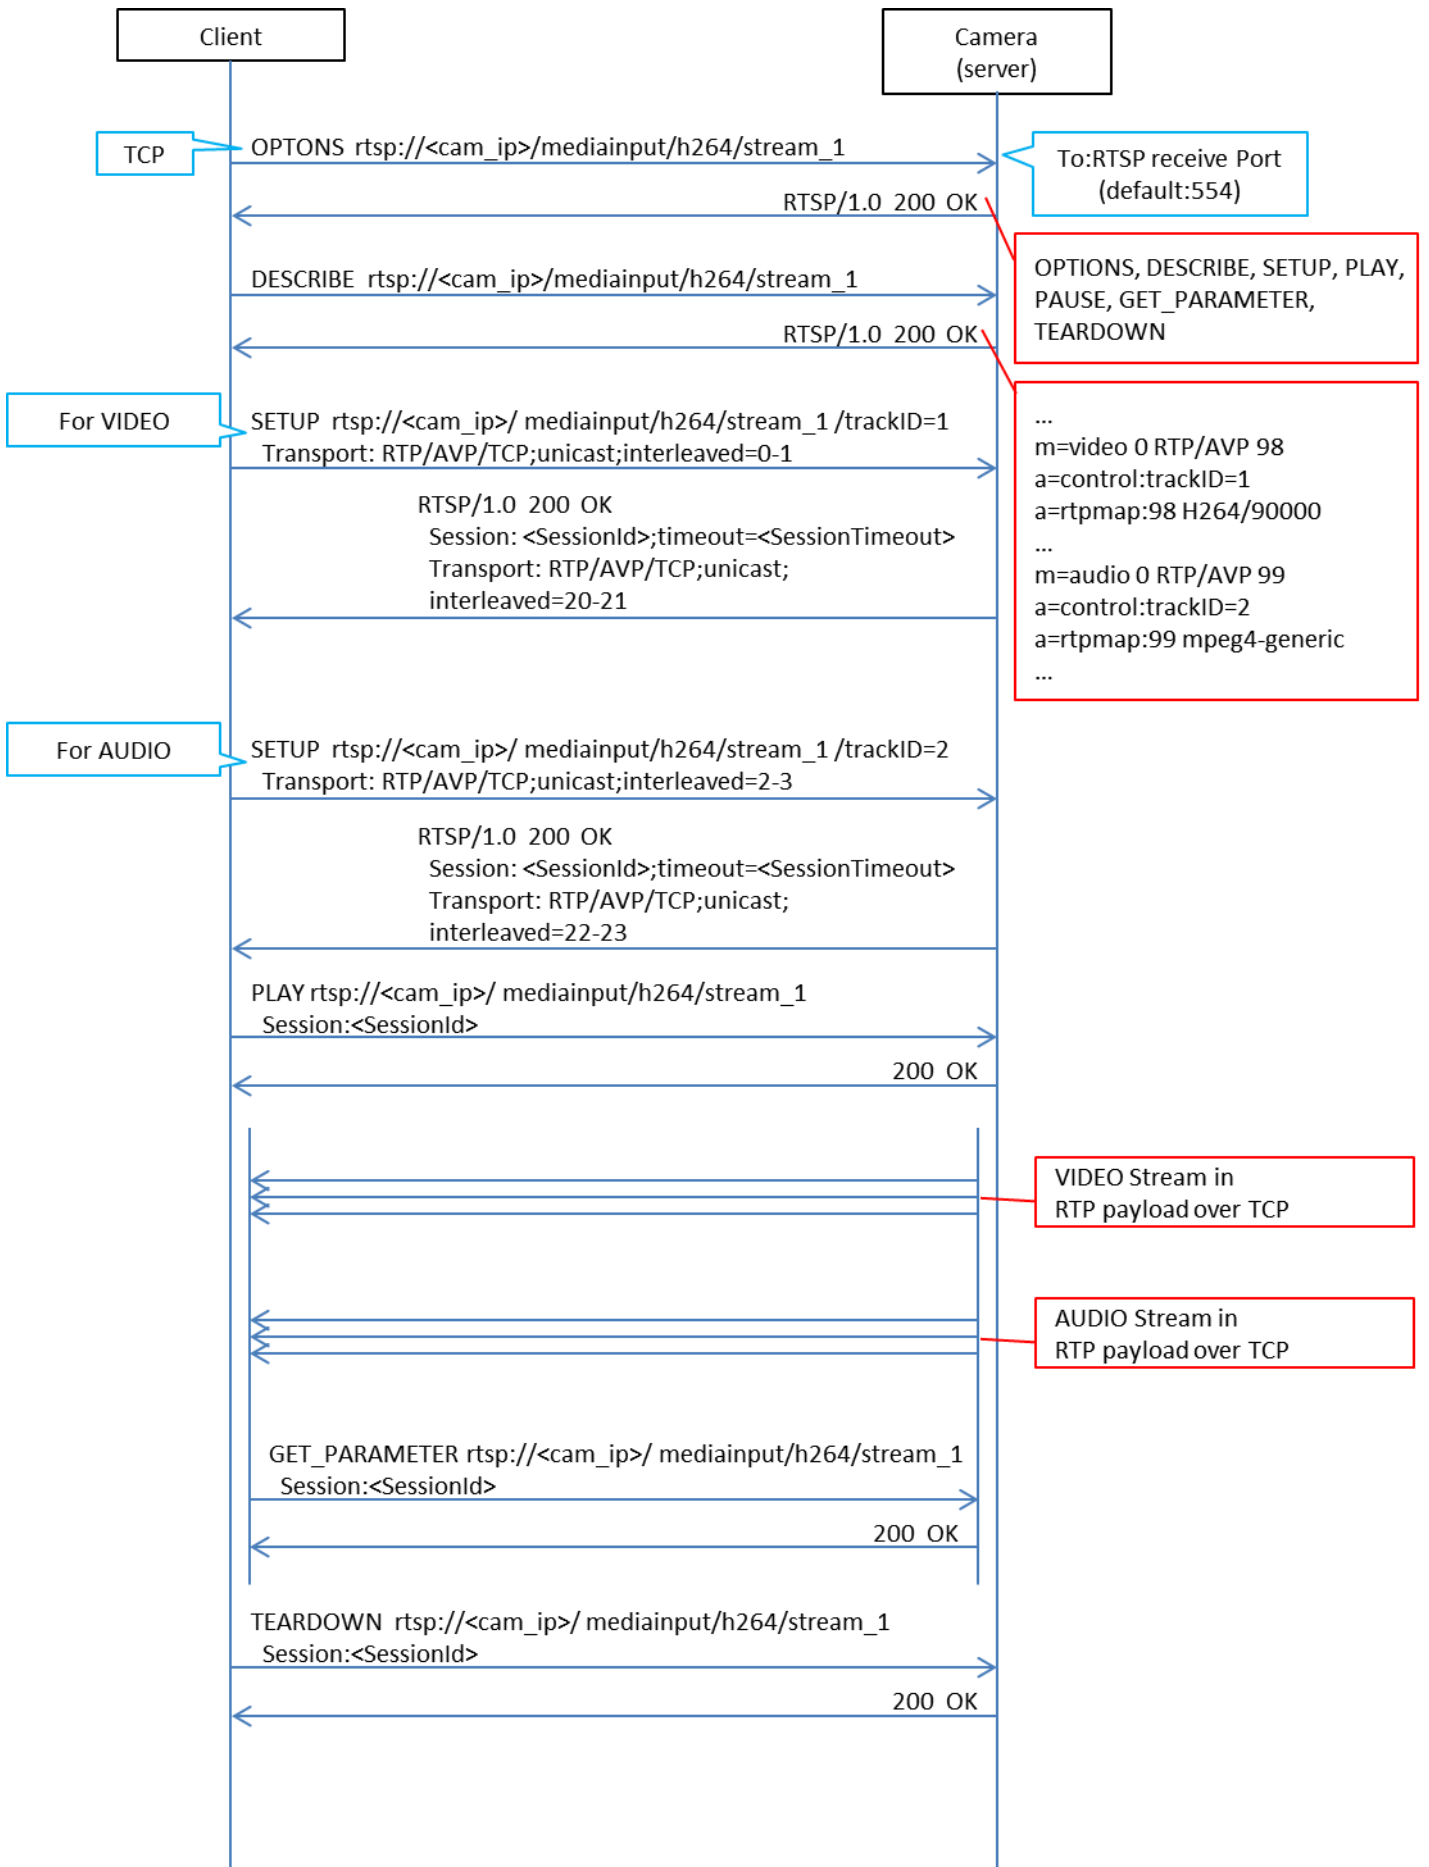 Client
Camera
(server)
TCP
OPTONS rtsp://<cam_ip>/mediainput/h264/stream_1
To:RTSP receive Port
(default:554)
RTSP/1.0 200 OK
OPTIONS, DESCRIBE, SETUP, PLAY,
PAUSE, GET_PARAMETER,
TEARDOWN
DESCRIBE rtsp://<cam_ip>/mediainput/h264/stream_1
RTSP/1.0 200 OK
...
m=video 0 RTP/AVP 98
a=control:trackID=1
a=rtpmap:98 H264/90000
...
m=audio 0 RTP/AVP 99
a=control:trackID=2
a=rtpmap:99 mpeg4-generic
...
For VIDEO
SETUP rtsp://<cam_ip>/ mediainput/h264/stream_1 /trackID=1
Transport: RTP/AVP/TCP;unicast;interleaved=0-1
RTSP/1.0 200 OK
Session: <SessionId>;timeout=<SessionTimeout>
Transport: RTP/AVP/TCP;unicast;
interleaved=20-21
For AUDIO
SETUP rtsp://<cam_ip>/ mediainput/h264/stream_1 /trackID=2
Transport: RTP/AVP/TCP;unicast;interleaved=2-3
RTSP/1.0 200 OK
Session: <SessionId>;timeout=<SessionTimeout>
Transport: RTP/AVP/TCP;unicast;
interleaved=22-23
PLAY rtsp://<cam_ip>/ mediainput/h264/stream_1
Session:<SessionId>
200 OK
VIDEO Stream in
RTP payload over TCP
AUDIO Stream in
RTP payload over TCP
GET_PARAMETER rtsp://<cam_ip>/ mediainput/h264/stream_1
Session:<SessionId>
200 OK
TEARDOWN rtsp://<cam_ip>/ mediainput/h264/stream_1
Session:<SessionId>
200 OK